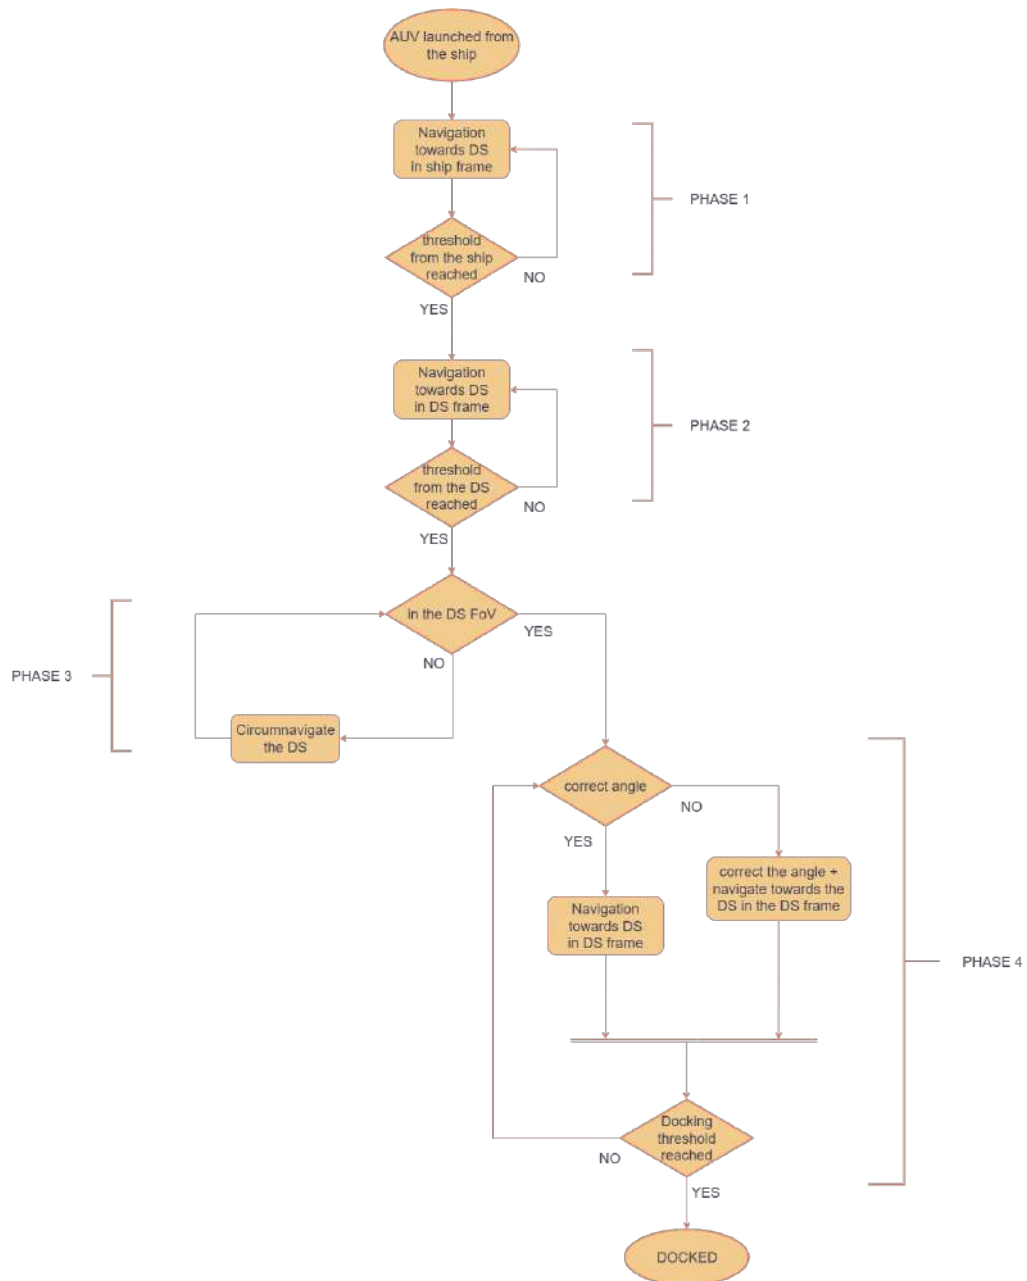 AUV launched from
the ship
Navigation
towards DS
in ship frame
PHASE 1
threshold
from the ship
reached
NO
YES
Navigation
towards DS
in DS frame
PHASE 2
threshold
from the DS
reached
NO
YES
in the DS FoV
YES
NO
PHASE 3
Circumnavigate
the DS
correct angle
NO
YES
correct the angle +
navigate towards the
DS in the DS frame
Navigation
towards DS
in DS frame
PHASE 4
Docking
threshold
reached
NO
YES
DOCKED